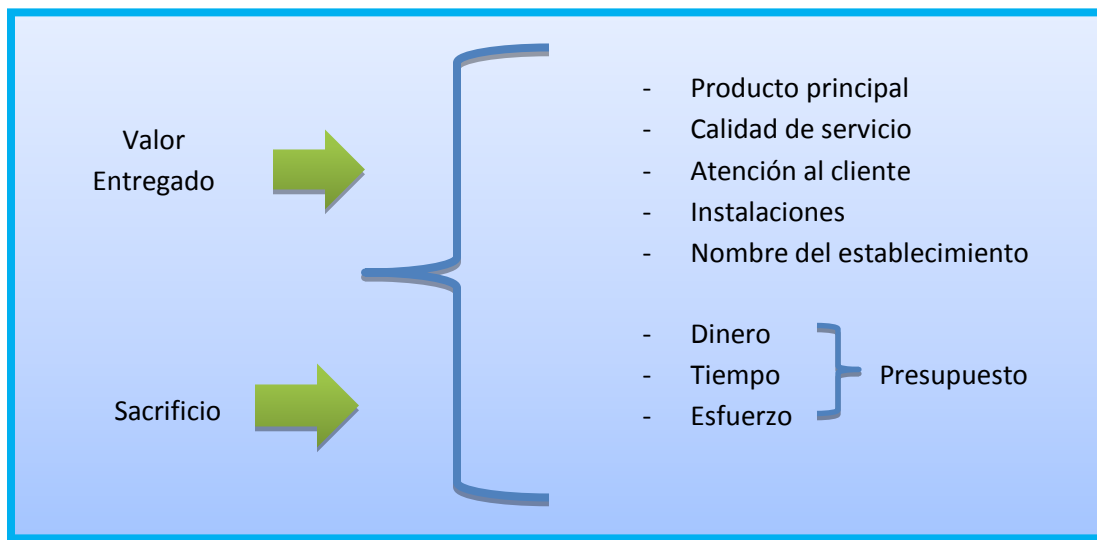 Valor
Entregado
- Producto principal
- Calidad de servicio
- Atención al cliente
- Instalaciones
- Nombre del establecimiento
Sacrificio
- Dinero
- Tiempo
- Esfuerzo
Presupuesto